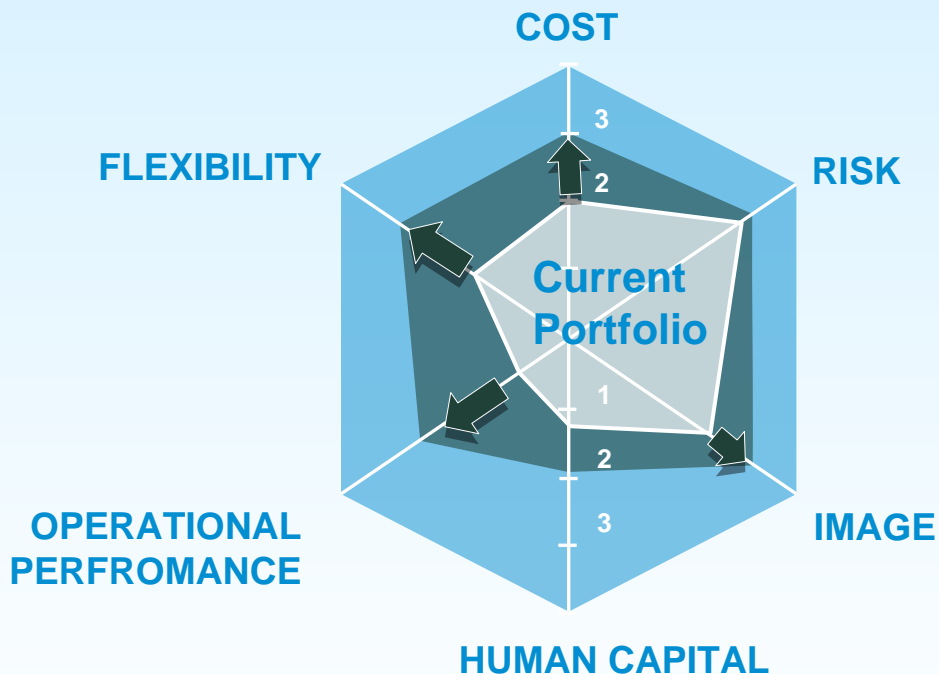 COST
3
FLEXIBILITY
2
RISK
Current
Portfolio
1
2
OPERATIONAL
PERFROMANCE
3
IMAGE
HUMAN CAPITAL